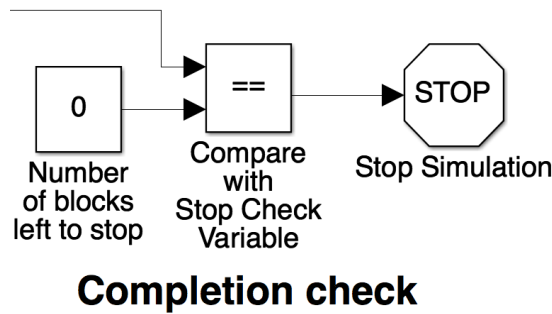 0
==
STOP
Number
of blocks
left to stop
Compare
with
Stop Check
Variable
Stop Simulation
Completion check